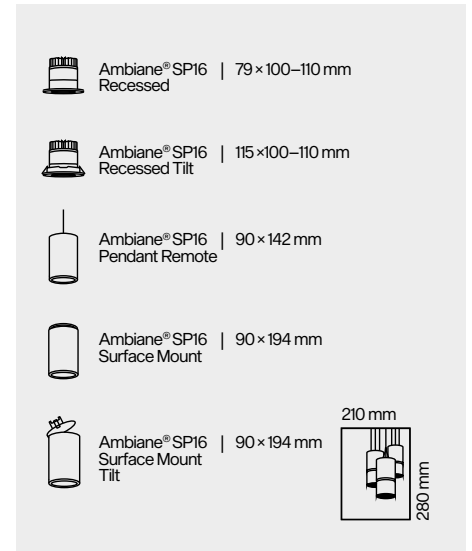 Ambiane® SP16 | 79 × 100–110 mm
Recessed
Ambiane® SP16 | 115 ×100–110 mm
Recessed Tilt
Ambiane® SP16 | 90 × 142 mm
Pendant Remote
Ambiane® SP16 | 90 × 194 mm
Surface Mount
Ambiane® SP16 | 90 × 194 mm
Surface Mount
Tilt
210 mm
280 mm